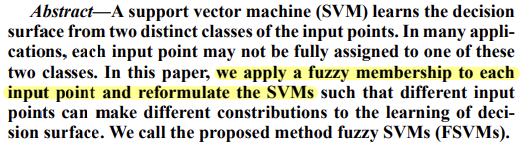 Abstract—A support vector machine (SVM) learns the decision
surface from two distinct classes of the input points. In many appli-
cations, each input point may not be fully assigned to one of these
two classes. In this paper, we apply a fuzzy membership to each
input point and reformulate the SVMs such that different input
points can make different contributions to the learning of deci-
sion surface. We call the proposed method fuzzy SVMs (FSVMs).